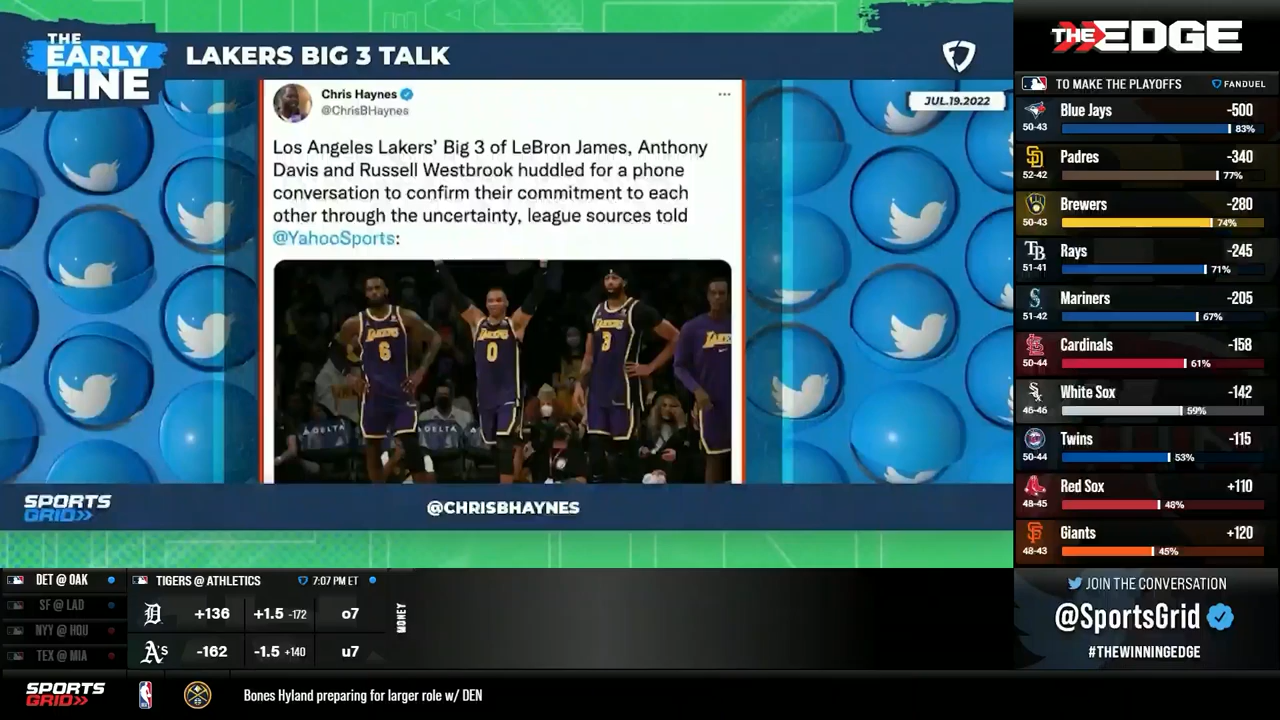 THE
EARLY
LINE
LAKERS BIG 3 TALK
Chris Haynes
@ChrisBHaynes
JUL.19.2022
Los Angeles Lakers' Big 3 of LeBron James, Anthony
Davis and Russell Westbrook huddled for a phone
conversation to confirm their commitment to each
other through the uncertainty, league sources told
@YahooSports:
LAKERS
6
LAKERS
0
LAKERS
3
DELTA
DELTA
SPORTS
GRID
@CHRISBHAYNES
THE EDGE
TO MAKE THE PLAYOFFS FANDUEL
Blue Jays -500
50-43 83%
Padres -340
52-42 77%
Brewers -280
50-43 74%
TB Rays -245
51-41 71%
Mariners -205
51-42 67%
Cardinals -158
50-44 61%
White Sox -142
46-46 59%
Twins -115
50-44 53%
Red Sox +110
48-45 48%
Giants +120
48-43 45%
JOIN THE CONVERSATION
@SportsGrid
#THEWINNINGEDGE
DET @ OAK
SF @ LAD
NYY @ HOU
TEX @ MIA
TIGERS @ ATHLETICS 7:07 PM ET
D +136 +1.5 -172 o7
A's -162 -1.5 +140 u7
MONEY
SPORTS
GRID
Bones Hyland preparing for larger role w/ DEN